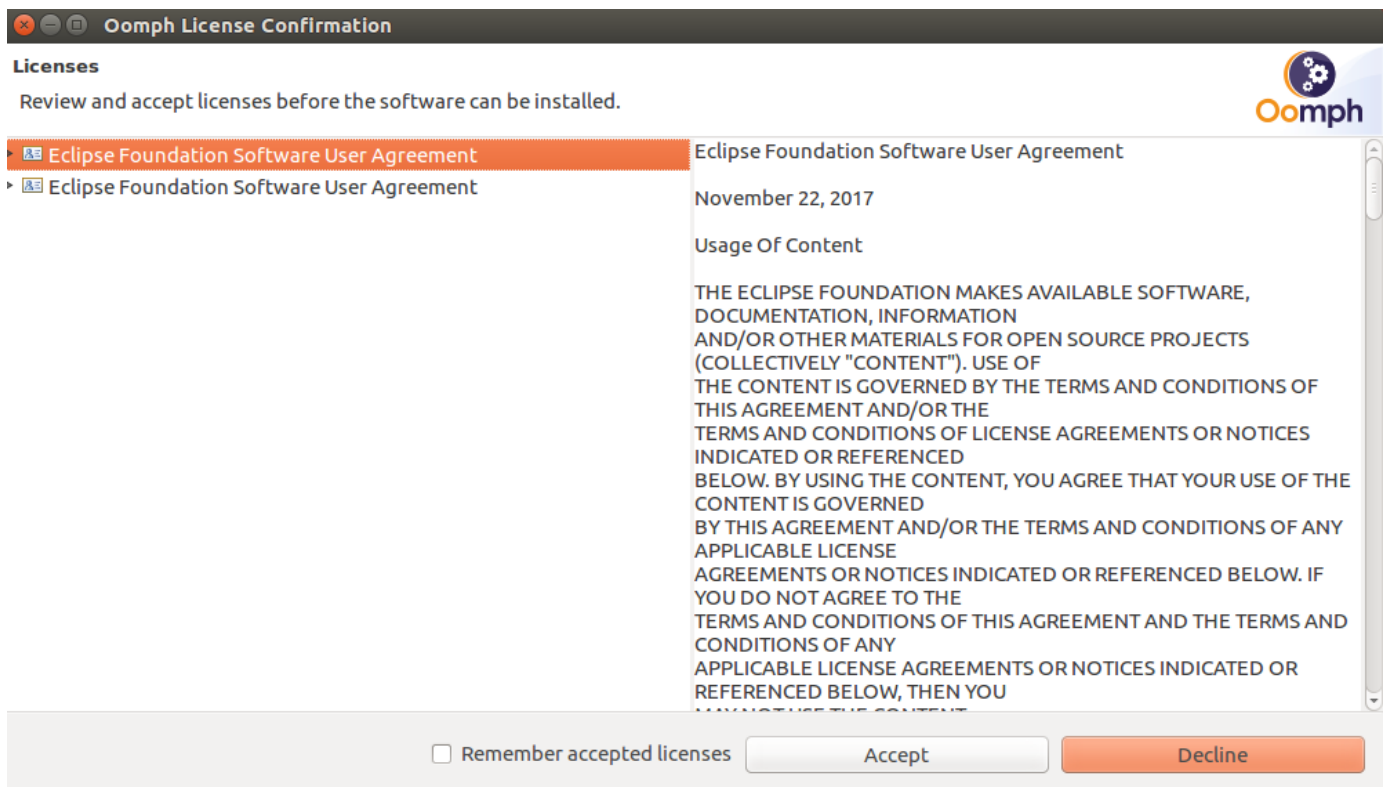 Oomph License Confirmation
Licenses
Review and accept licenses before the software can be installed.
Oomph
Eclipse Foundation Software User Agreement
Eclipse Foundation Software User Agreement
Eclipse Foundation Software User Agreement
November 22, 2017
Usage Of Content
THE ECLIPSE FOUNDATION MAKES AVAILABLE SOFTWARE,
DOCUMENTATION, INFORMATION
AND/OR OTHER MATERIALS FOR OPEN SOURCE PROJECTS
(COLLECTIVELY "CONTENT"). USE OF
THE CONTENT IS GOVERNED BY THE TERMS AND CONDITIONS OF
THIS AGREEMENT AND/OR THE
TERMS AND CONDITIONS OF LICENSE AGREEMENTS OR NOTICES
INDICATED OR REFERENCED
BELOW. BY USING THE CONTENT, YOU AGREE THAT YOUR USE OF THE
CONTENT IS GOVERNED
BY THIS AGREEMENT AND/OR THE TERMS AND CONDITIONS OF ANY
APPLICABLE LICENSE
AGREEMENTS OR NOTICES INDICATED OR REFERENCED BELOW. IF
YOU DO NOT AGREE TO THE
TERMS AND CONDITIONS OF THIS AGREEMENT AND THE TERMS AND
CONDITIONS OF ANY
APPLICABLE LICENSE AGREEMENTS OR NOTICES INDICATED OR
REFERENCED BELOW, THEN YOU
MAY NOT USE THE CONTENT
Remember accepted licenses
Accept
Decline